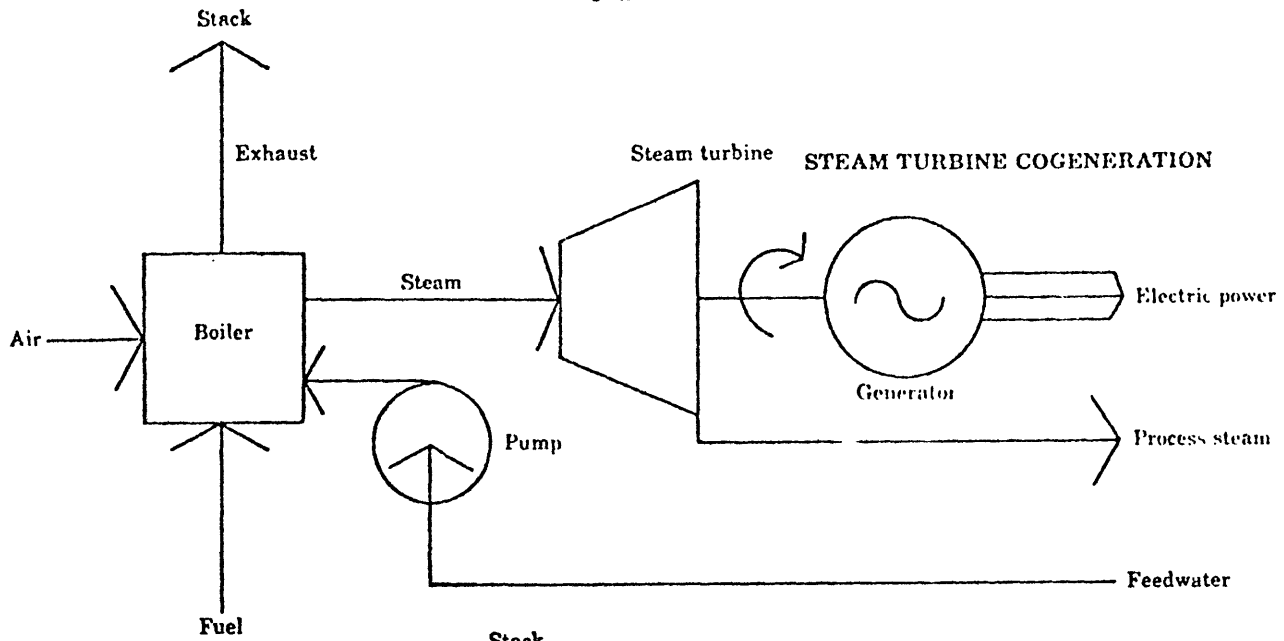 Stack
Exhaust
Steam turbine
STEAM TURBINE COGENERATION
Steam
Air
Boiler
Electric power
Generator
Pump
Process steam
Feedwater
Fuel
Stack